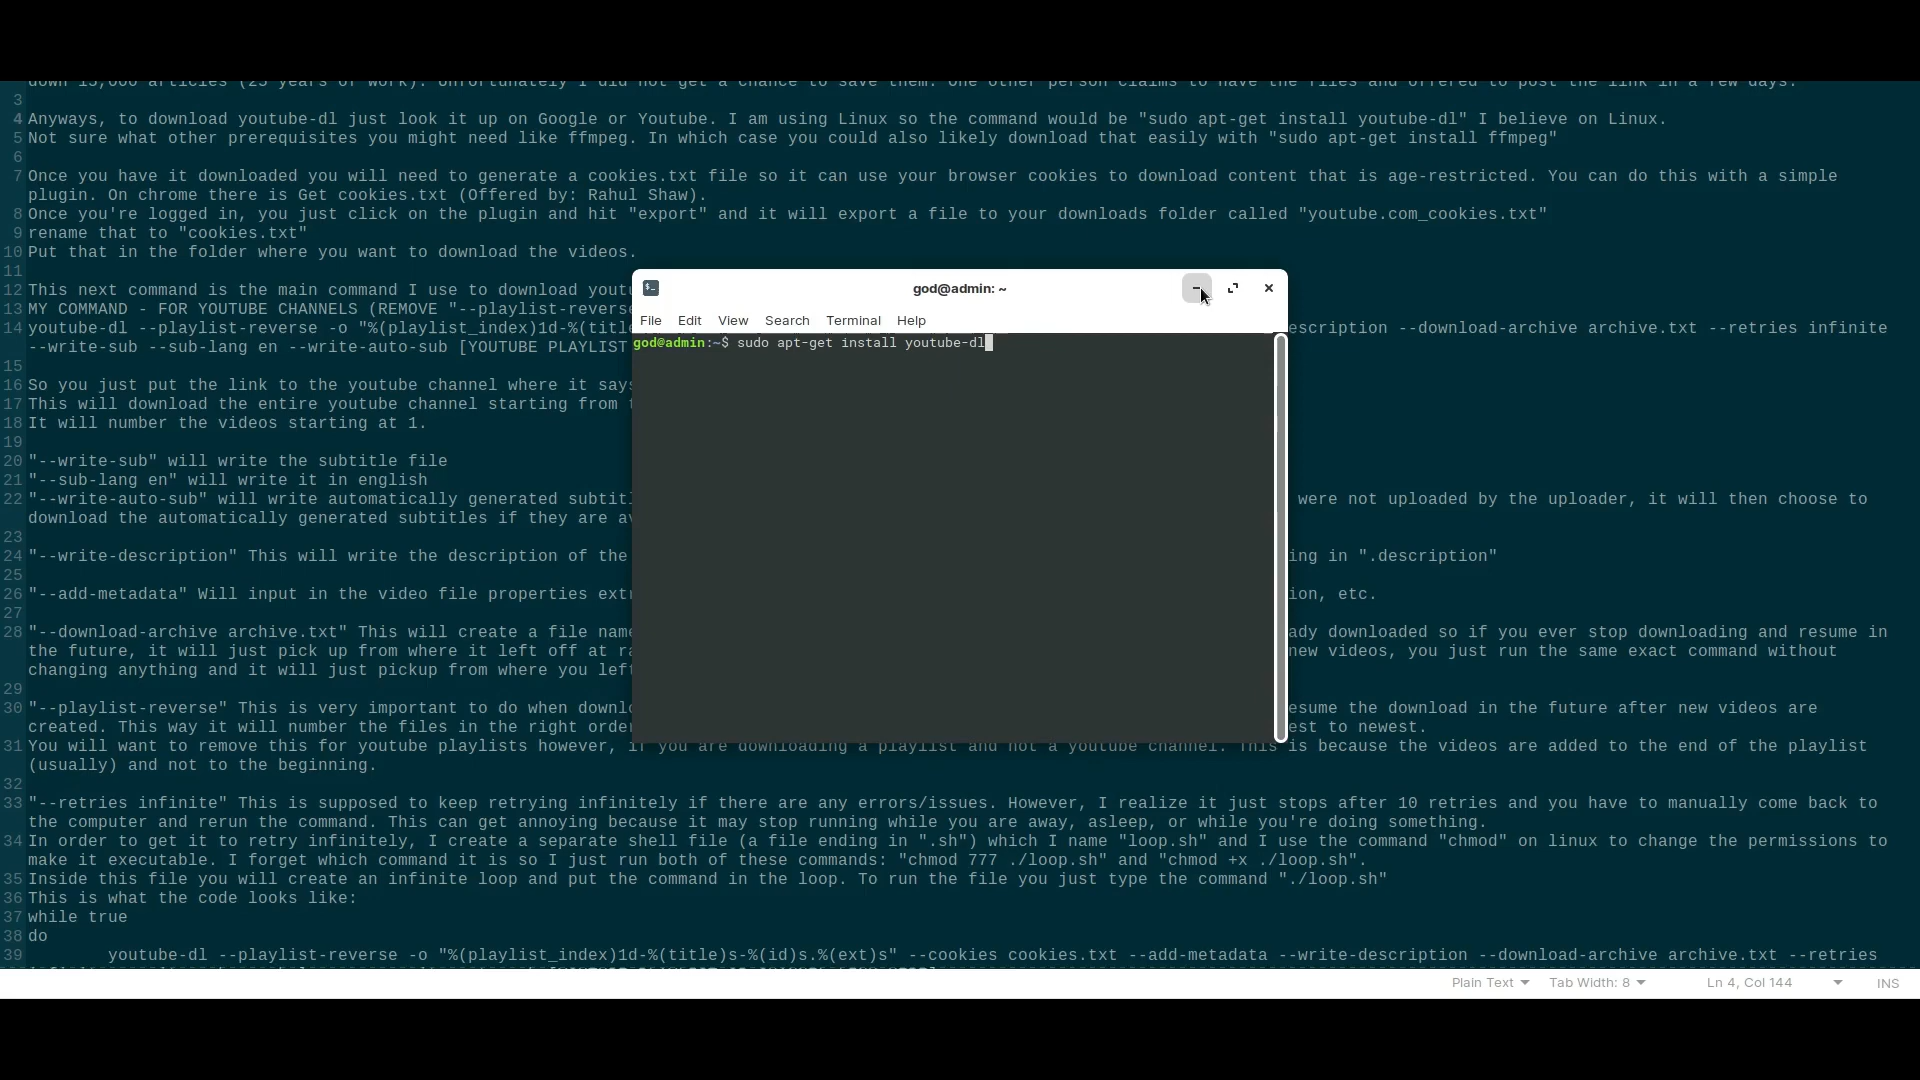 down 15,000 articles (25 years of work). Unfortunately I did not get a chance to save them. One other person claims to have the files and offered to post the link in a few days.
3
4 Anyways, to download youtube-dl just look it up on Google or Youtube. I am using Linux so the command would be "sudo apt-get install youtube-dl" I believe on Linux.
5 Not sure what other prerequisites you might need like ffmpeg. In which case you could also likely download that easily with "sudo apt-get install ffmpeg"
6
7 Once you have it downloaded you will need to generate a cookies.txt file so it can use your browser cookies to download content that is age-restricted. You can do this with a simple
plugin. On chrome there is Get cookies.txt (Offered by: Rahul Shaw).
8 Once you're logged in, you just click on the plugin and hit "export" and it will export a file to your downloads folder called "youtube.com_cookies.txt"
9 rename that to "cookies.txt"
10 Put that in the folder where you want to download the videos.
11
god@admin: ~
12 This next command is the main command I use to download youtu
13 MY COMMAND - FOR YOUTUBE CHANNELS (REMOVE "--playlist-reverse
File Edit View Search Terminal Help
14 youtube-dl --playlist-reverse -o "%(playlist_index)1d-%(title escription --download-archive archive.txt --retries infinite
god@admin:~$ sudo apt-get install youtube-dl
--write-sub --sub-lang en --write-auto-sub [YOUTUBE PLAYLIST
15
16 So you just put the link to the youtube channel where it says
17 This will download the entire youtube channel starting from t
18 It will number the videos starting at 1.
19
20 "--write-sub" will write the subtitle file
21 "--sub-lang en" will write it in english
22 "--write-auto-sub" will write automatically generated subtitl were not uploaded by the uploader, it will then choose to
download the automatically generated subtitles if they are av
23
24 "--write-description" This will write the description of the ing in ".description"
25
26 "--add-metadata" Will input in the video file properties extr ion, etc.
27
28 "--download-archive archive.txt" This will create a file name ady downloaded so if you ever stop downloading and resume in
the future, it will just pick up from where it left off at ra new videos, you just run the same exact command without
changing anything and it will just pickup from where you left
29
30 "--playlist-reverse" This is very important to do when downlo esume the download in the future after new videos are
created. This way it will number the files in the right order est to newest.
31 You will want to remove this for youtube playlists however, if you are downloading a playlist and not a youtube channel. This is because the videos are added to the end of the playlist
(usually) and not to the beginning.
32
33 "--retries infinite" This is supposed to keep retrying infinitely if there are any errors/issues. However, I realize it just stops after 10 retries and you have to manually come back to
the computer and rerun the command. This can get annoying because it may stop running while you are away, asleep, or while you're doing something.
34 In order to get it to retry infinitely, I create a separate shell file (a file ending in ".sh") which I name "loop.sh" and I use the command "chmod" on linux to change the permissions to
make it executable. I forget which command it is so I just run both of these commands: "chmod 777 ./loop.sh" and "chmod +x ./loop.sh".
35 Inside this file you will create an infinite loop and put the command in the loop. To run the file you just type the command "./loop.sh"
36 This is what the code looks like:
37 while true
38 do
39 youtube-dl --playlist-reverse -o "%(playlist_index)1d-%(title)s-%(id)s.%(ext)s" --cookies cookies.txt --add-metadata --write-description --download-archive archive.txt --retries
Plain Text Tab Width: 8 Ln 4, Col 144 INS